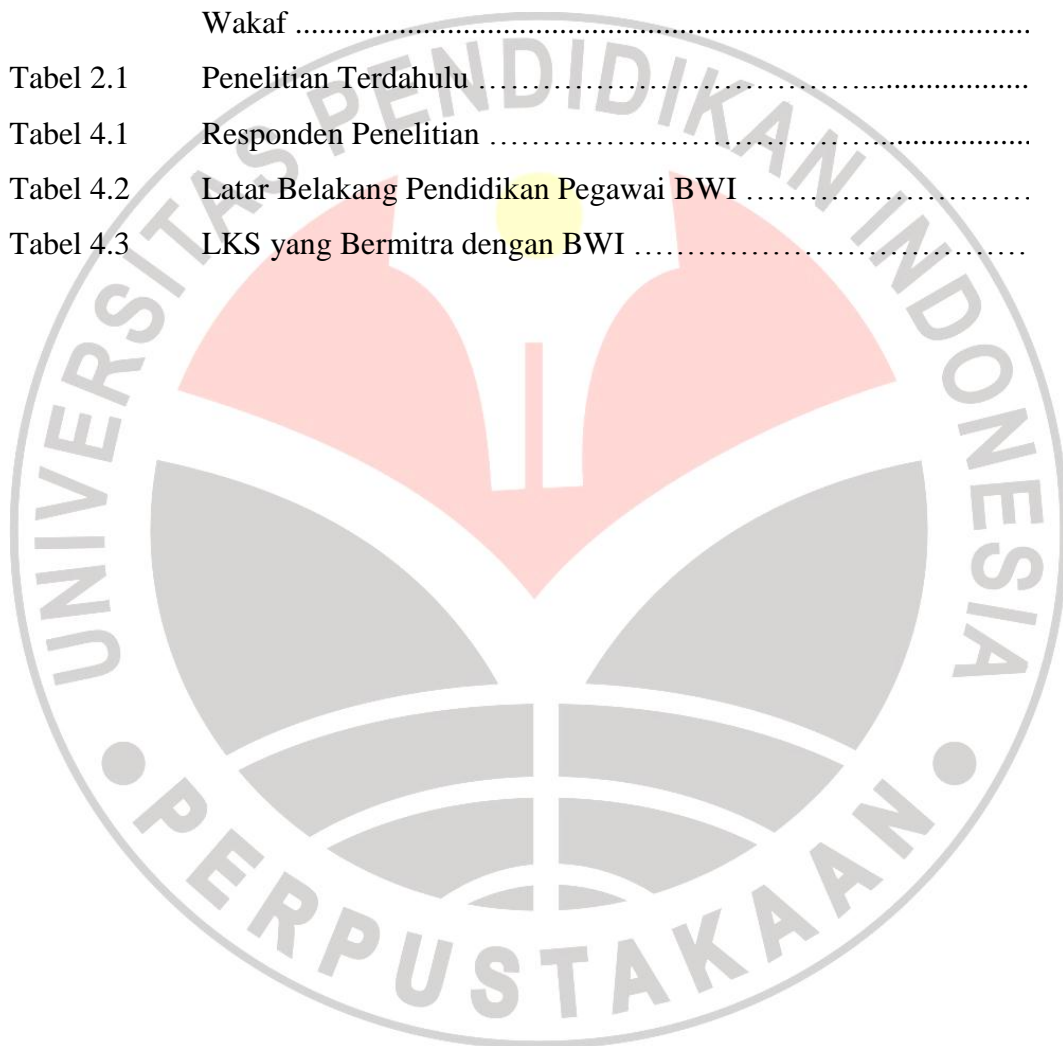 Wakaf ................................................................................
Tabel 2.1 Penelitian Terdahulu ……………………………….....................
Tabel 4.1 Responden Penelitian ……………………………….....................
Tabel 4.2 Latar Belakang Pendidikan Pegawai BWI ………………………
Tabel 4.3 LKS yang Bermitra dengan BWI ………………………………
UNIVERSITAS PENDIDIKAN INDONESIA
PERPUSTAKAAN